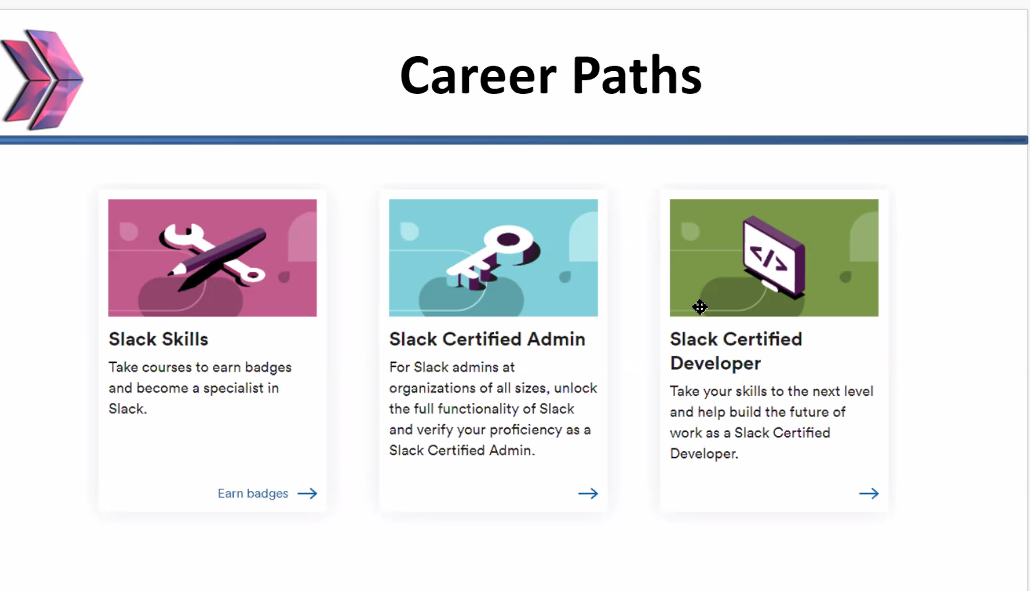 Career Paths
Slack Skills
Take courses to earn badges
and become a specialist in
Slack.
Earn badges
Slack Certified Admin
For Slack admins at
organizations of all sizes, unlock
the full functionality of Slack
and verify your proficiency as a
Slack Certified Admin.
Slack Certified
Developer
Take your skills to the next level
and help build the future of
work as a Slack Certified
Developer.